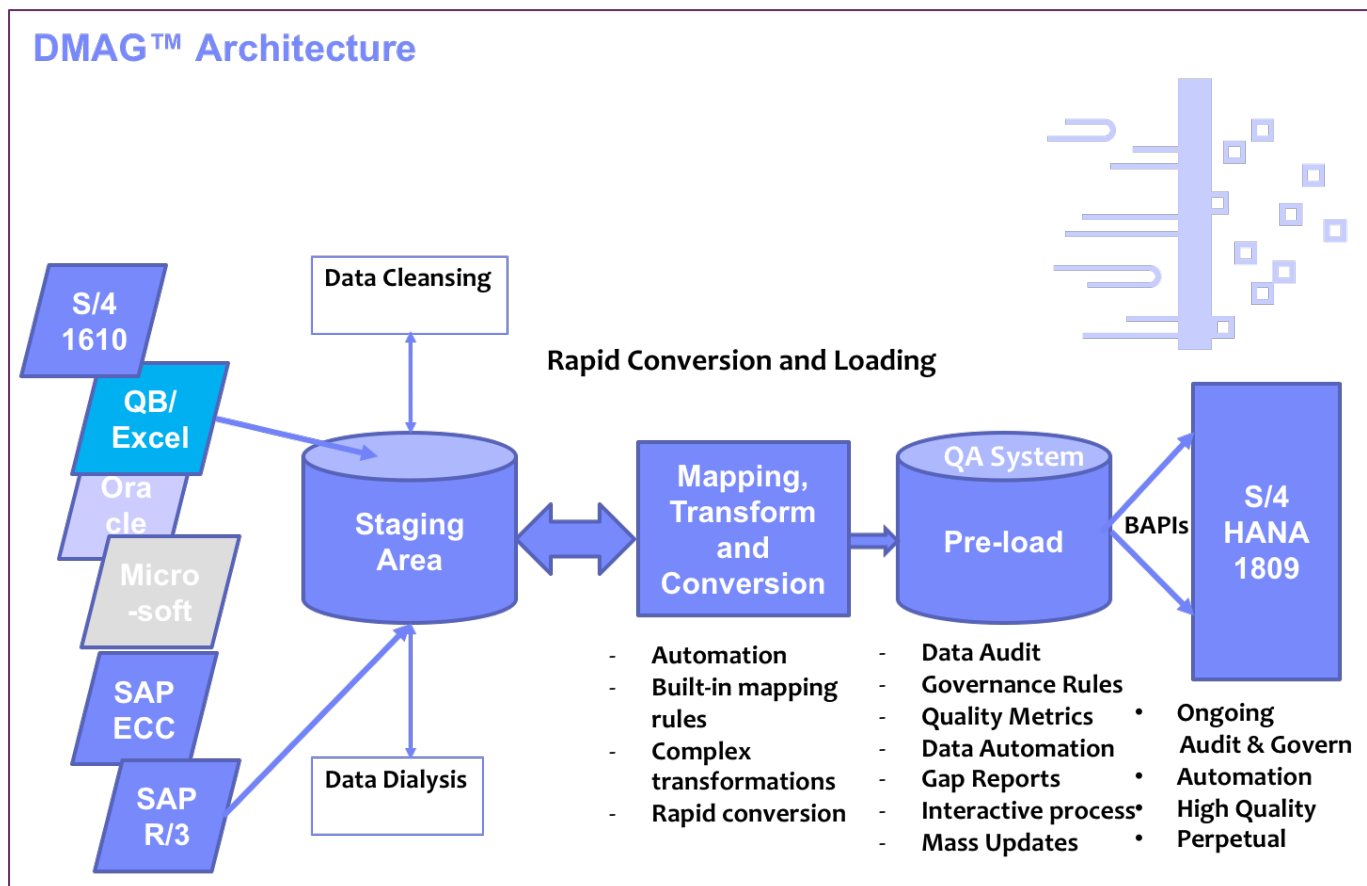 DMAG™ Architecture
S/4
1610
QB/
Excel
Ora
cle
Micro
-soft
SAP
ECC
SAP
R/3
Data Cleansing
Staging
Area
Data Dialysis
Rapid Conversion and Loading
Mapping,
Transform
and
Conversion
- Automation
- Built-in mapping
rules
- Complex
transformations
- Rapid conversion
QA System
Pre-load
- Data Audit
- Governance Rules
- Quality Metrics
- Data Automation
- Gap Reports
- Interactive process
- Mass Updates
BAPIs
S/4
HANA
1809
• Ongoing
Audit & Govern
• Automation
• High Quality
• Perpetual